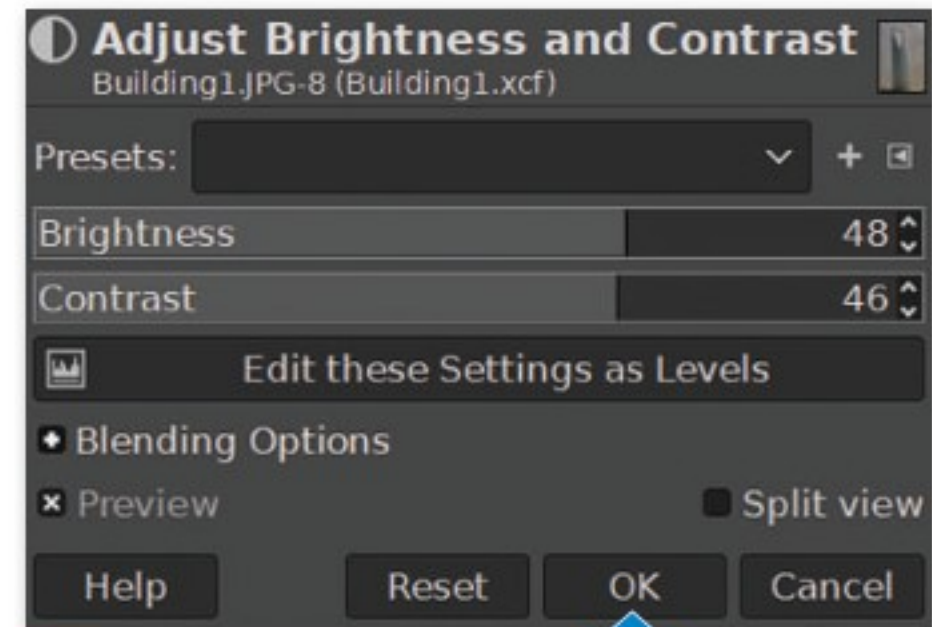 Adjust Brightness and Contrast
Building1.JPG-8 (Building1.xcf)
Presets:
Brightness 48
Contrast 46
Edit these Settings as Levels
Blending Options
Preview Split view
Help Reset OK Cancel